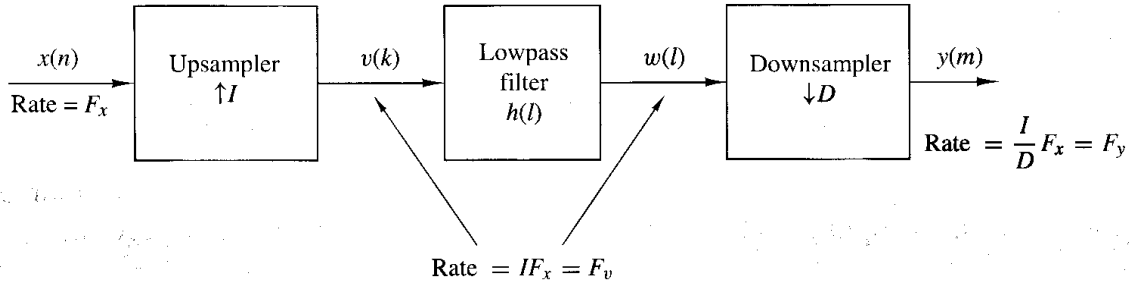 x(n)
Rate = F_x
Upsampler
↑I
v(k)
Lowpass
filter
h(l)
w(l)
Downsampler
↓D
y(m)
Rate = I/D F_x = F_y
Rate = IF_x = F_v